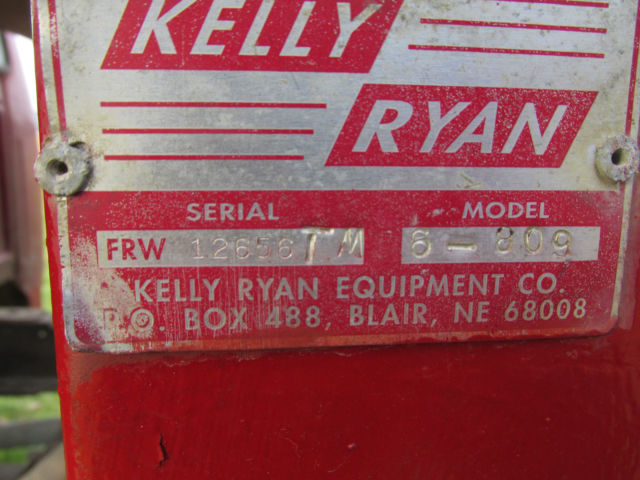 KELLY
RYAN
SERIAL MODEL
FRW 12656TM 6-809
KELLY RYAN EQUIPMENT CO.
P.O. BOX 488, BLAIR, NE 68008